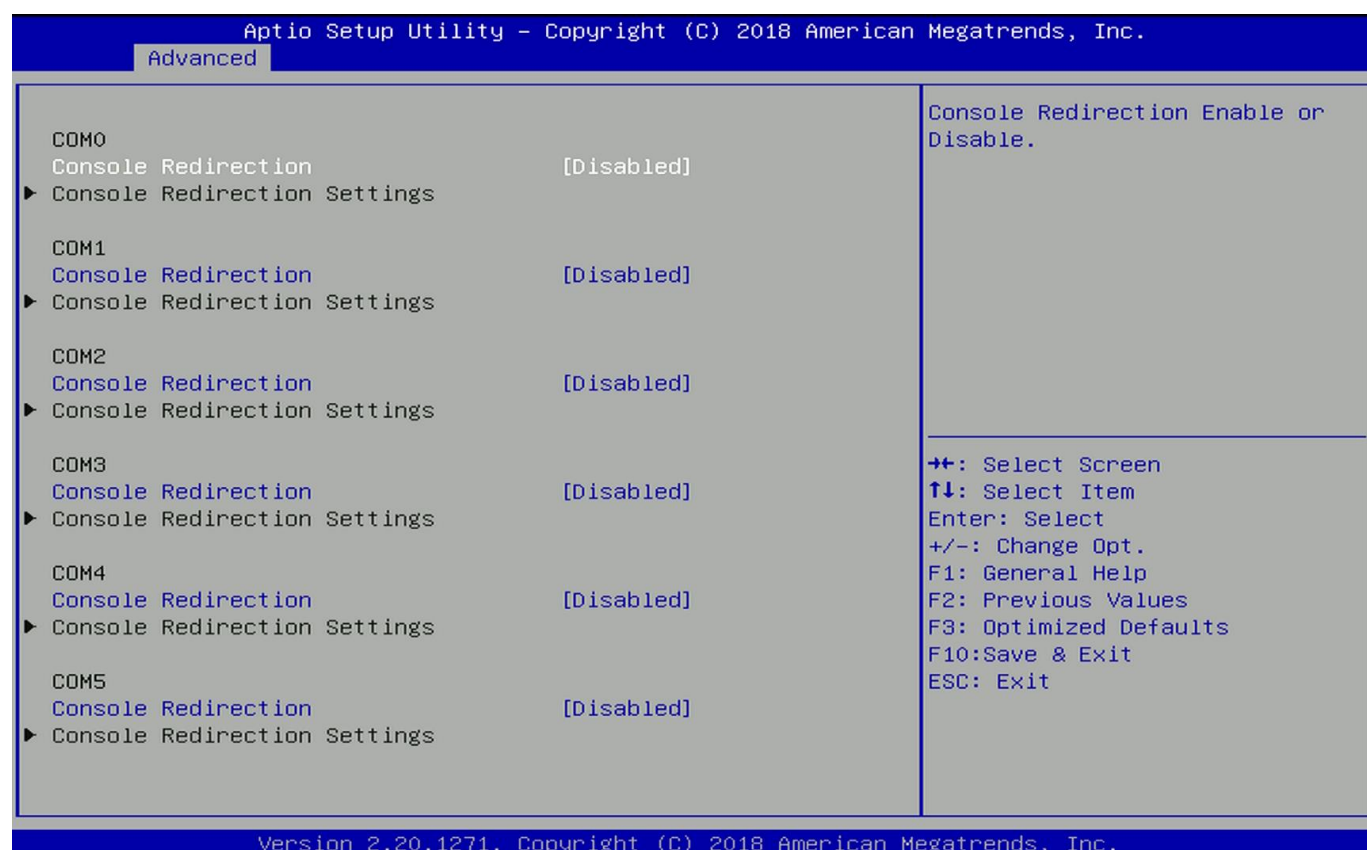 Aptio Setup Utility – Copyright (C) 2018 American Megatrends, Inc.
Advanced
COM0
Console Redirection [Disabled]
► Console Redirection Settings
COM1
Console Redirection [Disabled]
► Console Redirection Settings
COM2
Console Redirection [Disabled]
► Console Redirection Settings
COM3
Console Redirection [Disabled]
► Console Redirection Settings
COM4
Console Redirection [Disabled]
► Console Redirection Settings
COM5
Console Redirection [Disabled]
► Console Redirection Settings
Console Redirection Enable or
Disable.
→←: Select Screen
↑↓: Select Item
Enter: Select
+/-: Change Opt.
F1: General Help
F2: Previous Values
F3: Optimized Defaults
F10:Save & Exit
ESC: Exit
Version 2.20.1271. Copyright (C) 2018 American Megatrends, Inc.